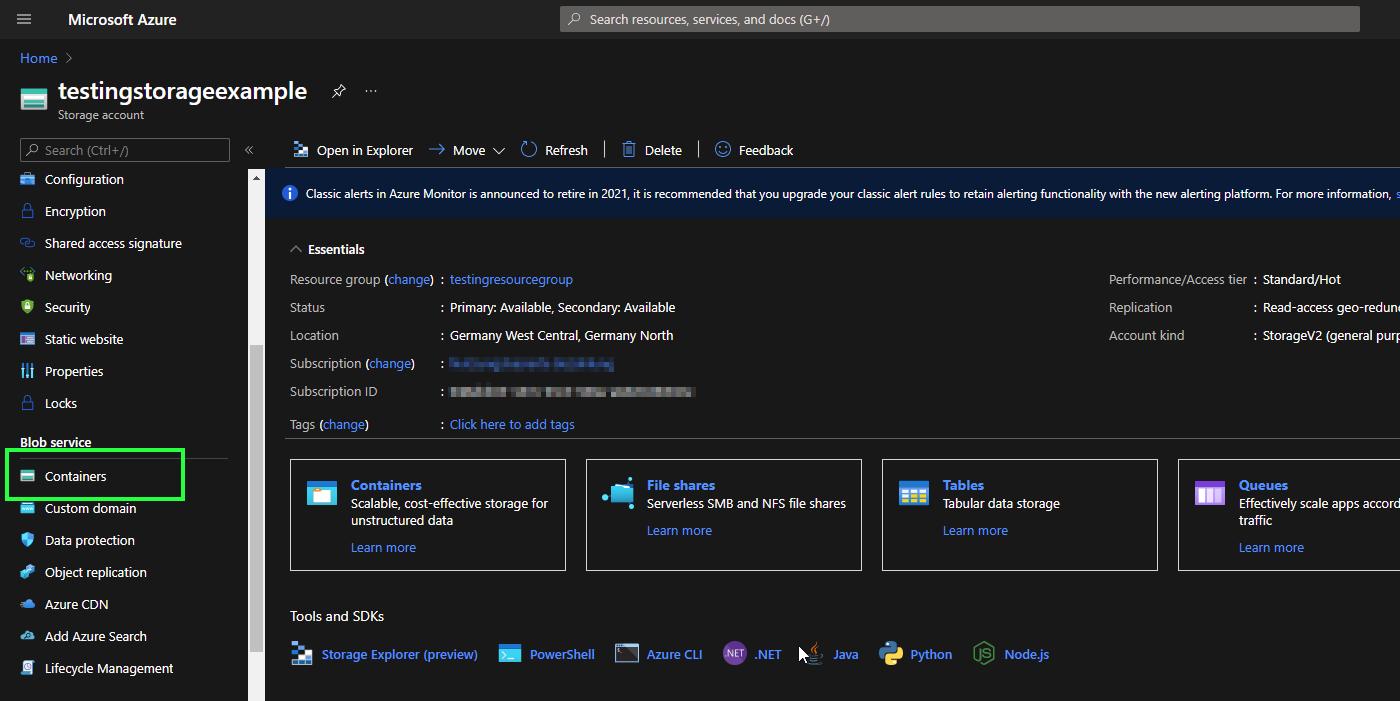 Microsoft Azure
Search resources, services, and docs (G+/)
Home
testingstorageexample
Storage account
Search (Ctrl+/)
Open in Explorer Move Refresh Delete Feedback
Configuration
Encryption
Shared access signature
Networking
Security
Static website
Properties
Locks
Blob service
Containers
Custom domain
Data protection
Object replication
Azure CDN
Add Azure Search
Lifecycle Management
Classic alerts in Azure Monitor is announced to retire in 2021, it is recommended that you upgrade your classic alert rules to retain alerting functionality with the new alerting platform. For more information,
Essentials
Resource group (change) : testingresourcegroup
Status : Primary: Available, Secondary: Available
Location : Germany West Central, Germany North
Subscription (change) :
Subscription ID :
Tags (change) : Click here to add tags
Performance/Access tier : Standard/Hot
Replication : Read-access geo-redun
Account kind : StorageV2 (general pur
Containers
Scalable, cost-effective storage for
unstructured data
Learn more
File shares
Serverless SMB and NFS file shares
Learn more
Tables
Tabular data storage
Learn more
Queues
Effectively scale apps accord
traffic
Learn more
Tools and SDKs
Storage Explorer (preview) PowerShell Azure CLI NET .NET Java Python Node.js